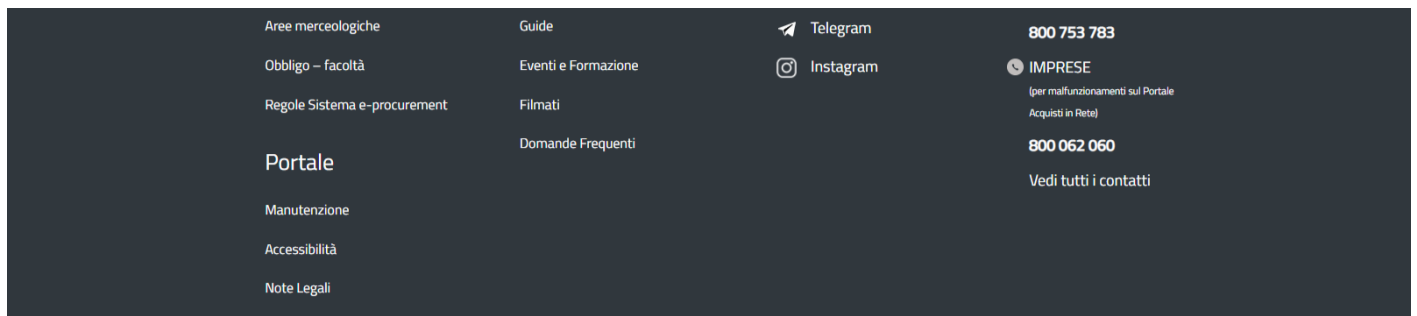 Aree merceologiche
Obbligo – facoltà
Regole Sistema e-procurement
Portale
Manutenzione
Accessibilità
Note Legali
Guide
Eventi e Formazione
Filmati
Domande Frequenti
Telegram
Instagram
800 753 783
IMPRESE
(per malfunzionamenti sul Portale
Acquisti in Rete)
800 062 060
Vedi tutti i contatti